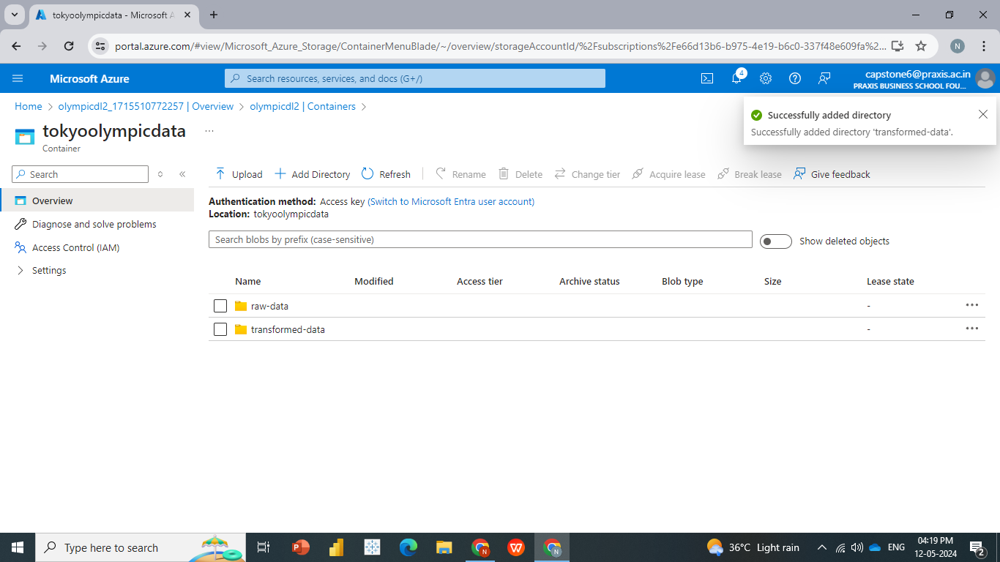 tokyoolympicdata - Microsoft A
portal.azure.com/#view/Microsoft_Azure_Storage/ContainerMenuBlade/~/overview/storageAccountId/%2Fsubscriptions%2Fe66d13b6-b975-4e19-b6c0-337f48e609fa%2...
N
Microsoft Azure
Search resources, services, and docs (G+/)
4
capstone6@praxis.ac.in
PRAXIS BUSINESS SCHOOL FOU...
Home > olympicdl2_1715510772257 | Overview > olympicdl2 | Containers >
Successfully added directory
Successfully added directory 'transformed-data'.
tokyoolympicdata ...
Container
Search
Upload Add Directory Refresh Rename Delete Change tier Acquire lease Break lease Give feedback
Overview
Diagnose and solve problems
Access Control (IAM)
Settings
Authentication method: Access key (Switch to Microsoft Entra user account)
Location: tokyoolympicdata
Search blobs by prefix (case-sensitive)
Show deleted objects
Name Modified Access tier Archive status Blob type Size Lease state
raw-data - ...
transformed-data - ...
Type here to search
P
W
N
36°C Light rain
ENG
04:19 PM
12-05-2024
2